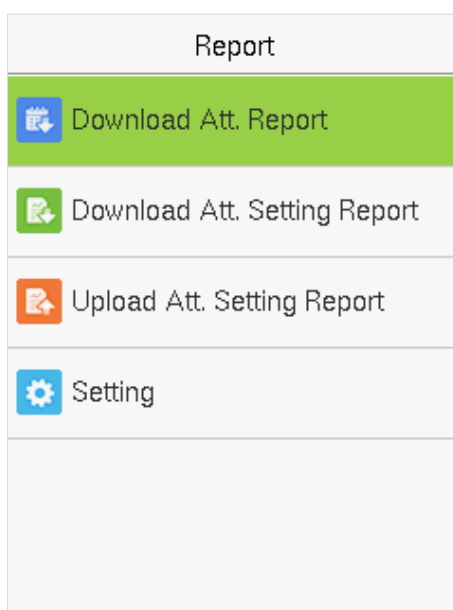 Report
Download Att. Report
Download Att. Setting Report
Upload Att. Setting Report
Setting